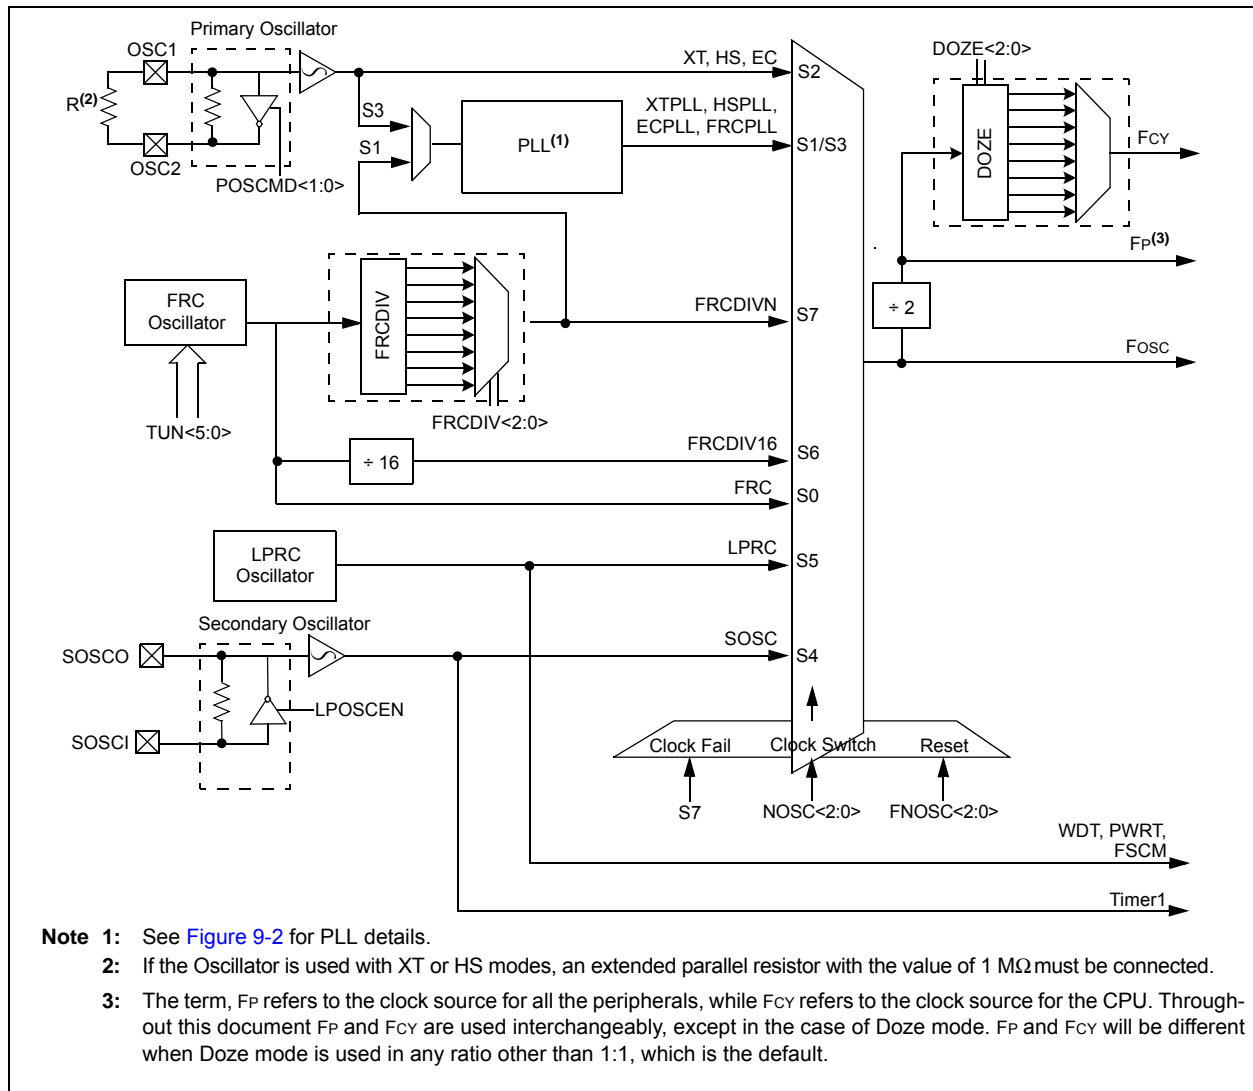 Primary Oscillator
OSC1
R(2)
OSC2
POSCMD<1:0>
S3
S1
PLL(1)
XT, HS, EC
S2
XTPLL, HSPLL,
ECPLL, FRCPLL
S1/S3
DOZE<2:0>
DOZE
FCY
FP(3)
÷ 2
FOSC
FRC
Oscillator
TUN<5:0>
FRCDIV
FRCDIV<2:0>
FRCDIVN
S7
÷ 16
FRCDIV16
S6
FRC
S0
LPRC
Oscillator
LPRC
S5
Secondary Oscillator
SOSCO
SOSCI
LPOSCEN
SOSC
S4
Clock Fail
Clock Switch
Reset
S7
NOSC<2:0>
FNOSC<2:0>
WDT, PWRT,
FSCM
Timer1
Note 1: See Figure 9-2 for PLL details.
2: If the Oscillator is used with XT or HS modes, an extended parallel resistor with the value of 1 MΩ must be connected.
3: The term, FP refers to the clock source for all the peripherals, while FCY refers to the clock source for the CPU. Through-
out this document FP and FCY are used interchangeably, except in the case of Doze mode. FP and FCY will be different
when Doze mode is used in any ratio other than 1:1, which is the default.